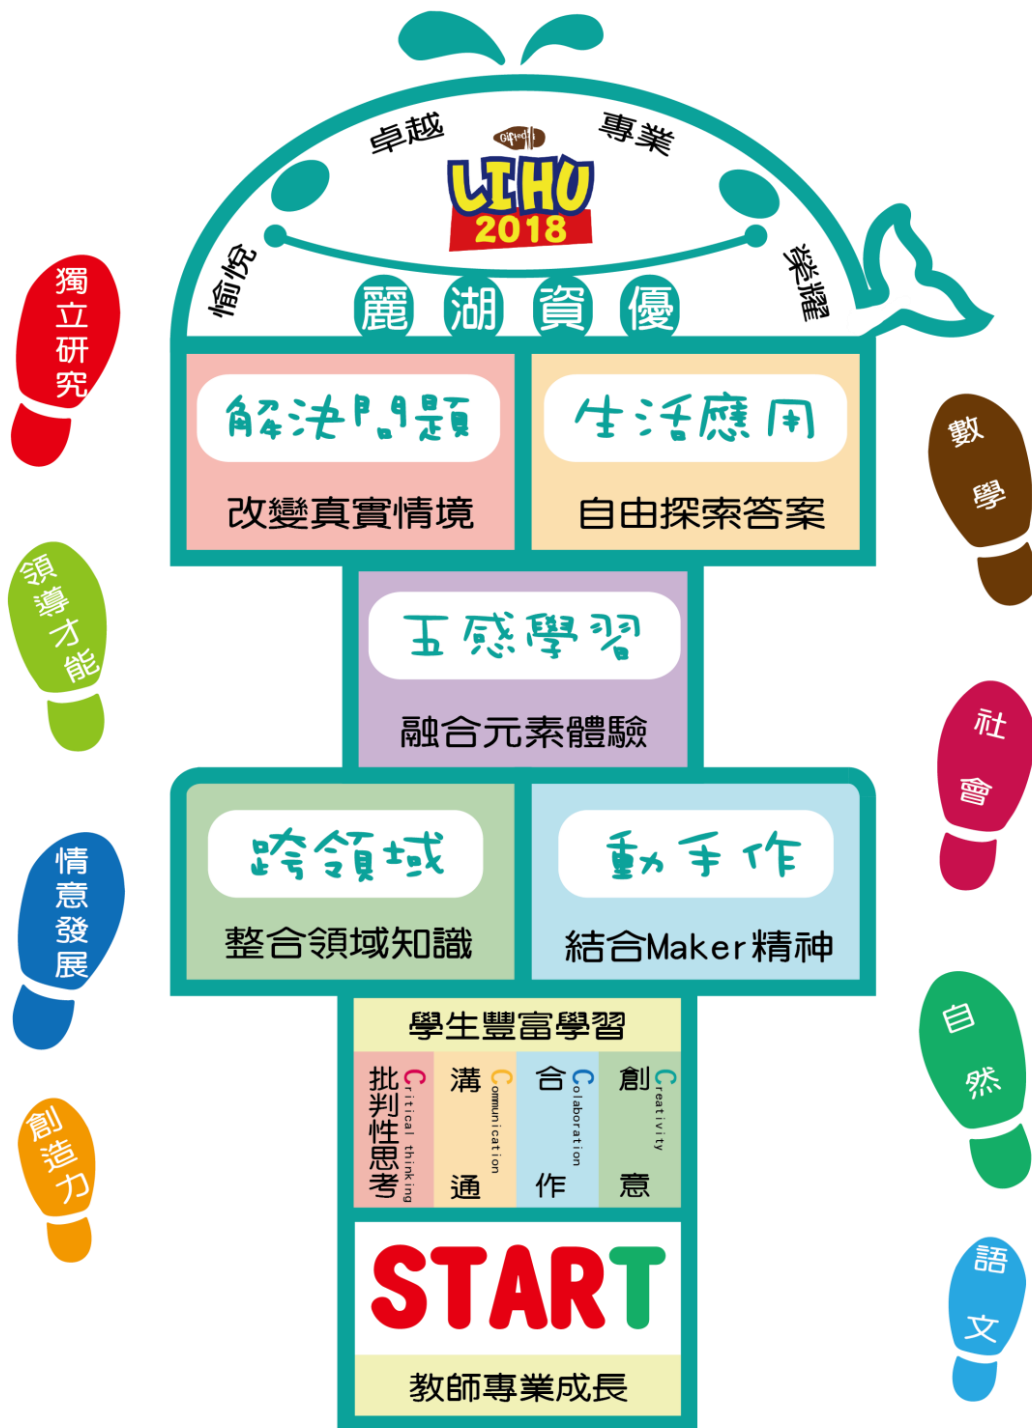 卓越
專業
Gifted
LIHU
2018
愉悅
榮耀
麗湖資優
獨立研究
解決問題
生活應用
改變真實情境
自由探索答案
數學
領導才能
五感學習
融合元素體驗
社會
跨領域
動手作
整合領域知識
結合Maker精神
情意發展
自然
學生豐富學習
批判性思考
Critical thinking
溝通
Communication
合作
Colaboration
創意
Creativity
創造力
START
語文
教師專業成長